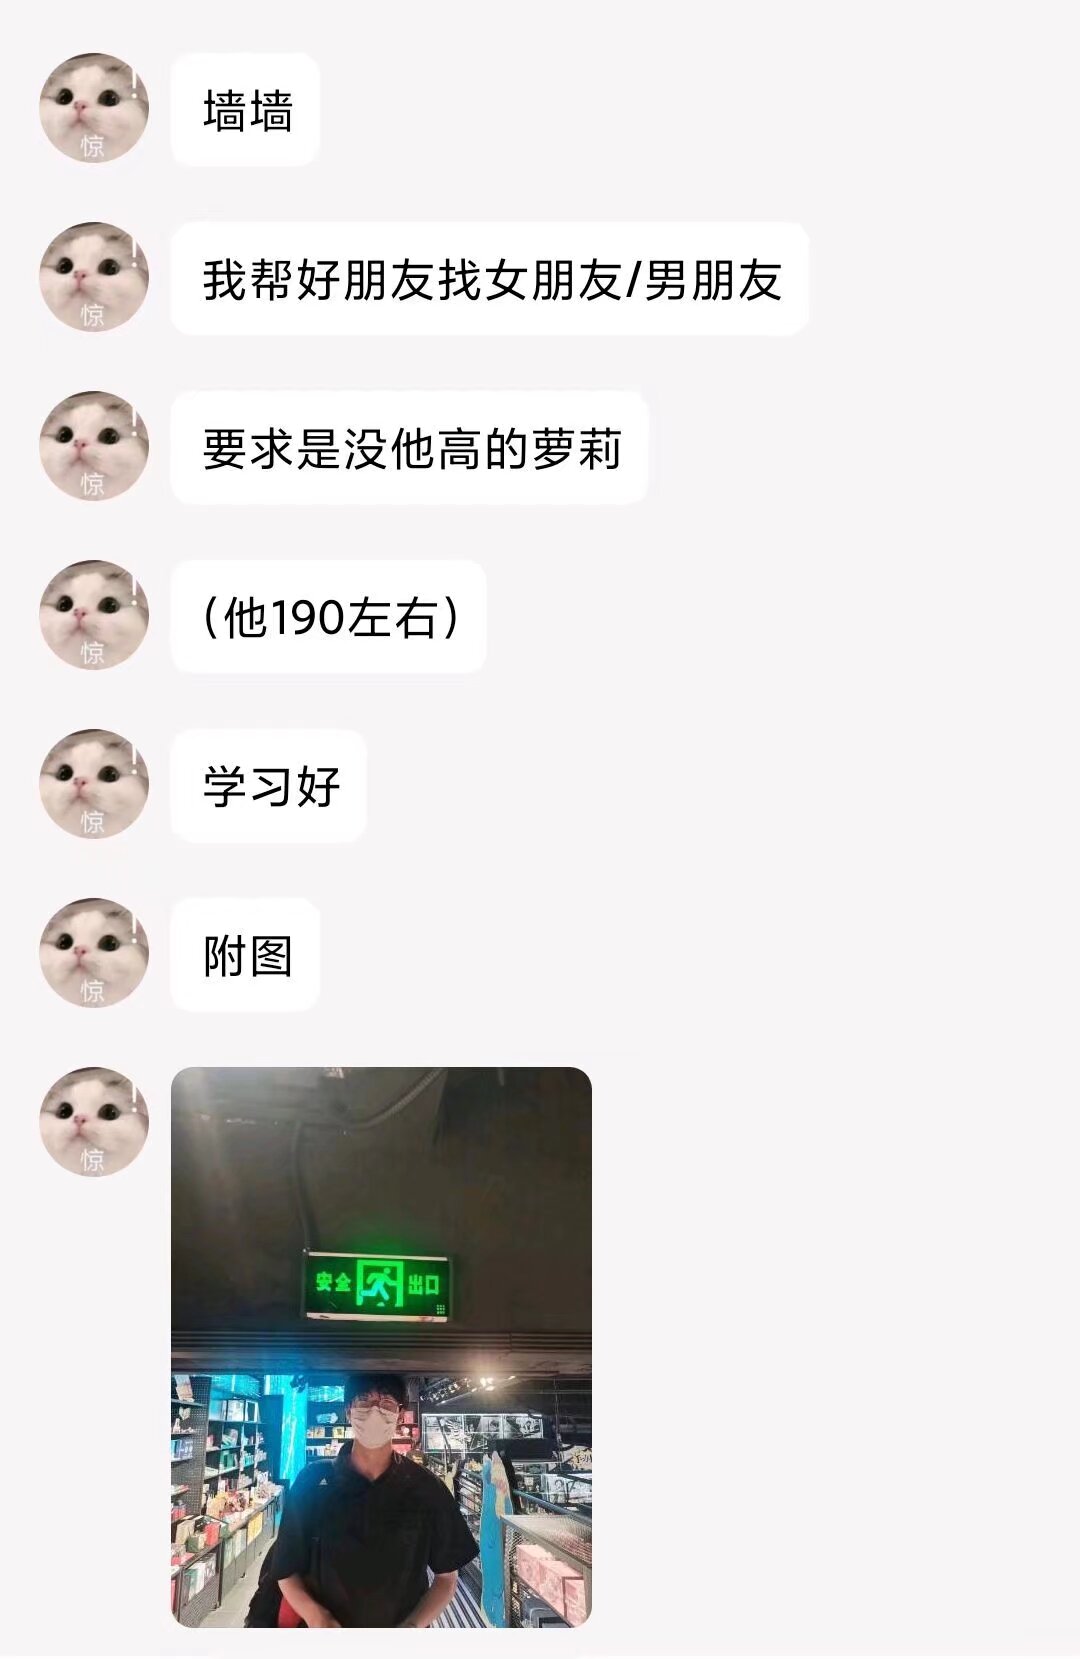 惊
墙墙
惊
我帮好朋友找女朋友/男朋友
惊
要求是没他高的萝莉
惊
（他190左右）
惊
学习好
惊
附图
惊
安全 出口